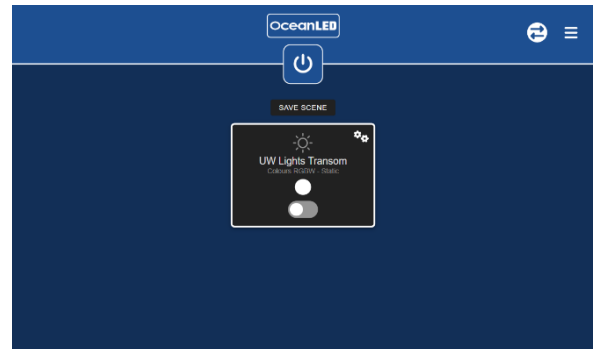 OceanLED
SAVE SCENE
UW Lights Transom
Colours RGBW - Static